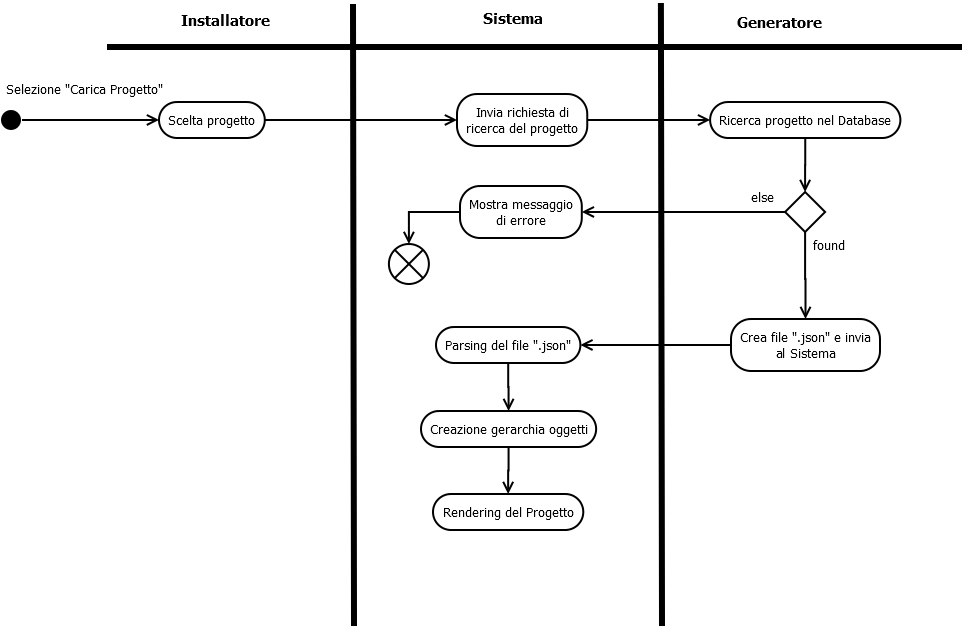 Installatore
Sistema
Generatore
Selezione "Carica Progetto"
Scelta progetto
Invia richiesta di
ricerca del progetto
Ricerca progetto nel Database
else
Mostra messaggio
di errore
found
Crea file ".json" e invia
al Sistema
Parsing del file ".json"
Creazione gerarchia oggetti
Rendering del Progetto